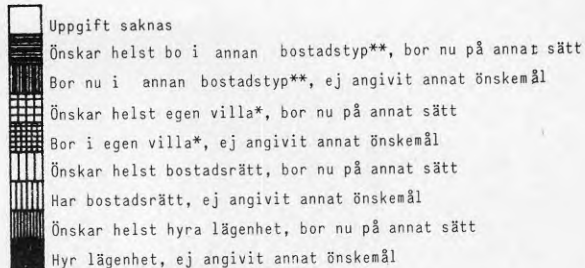 Uppgift saknas
Önskar helst bo i annan bostadstyp**, bor nu på annat sätt
Bor nu i annan bostadstyp**, ej angivit annat önskemål
Önskar helst egen villa*, bor nu på annat sätt
Bor i egen villa*, ej angivit annat önskemål
Önskar helst bostadsrätt, bor nu på annat sätt
Har bostadsrätt, ej angivit annat önskemål
Önskar helst hyra lägenhet, bor nu på annat sätt
Hyr lägenhet, ej angivit annat önskemål